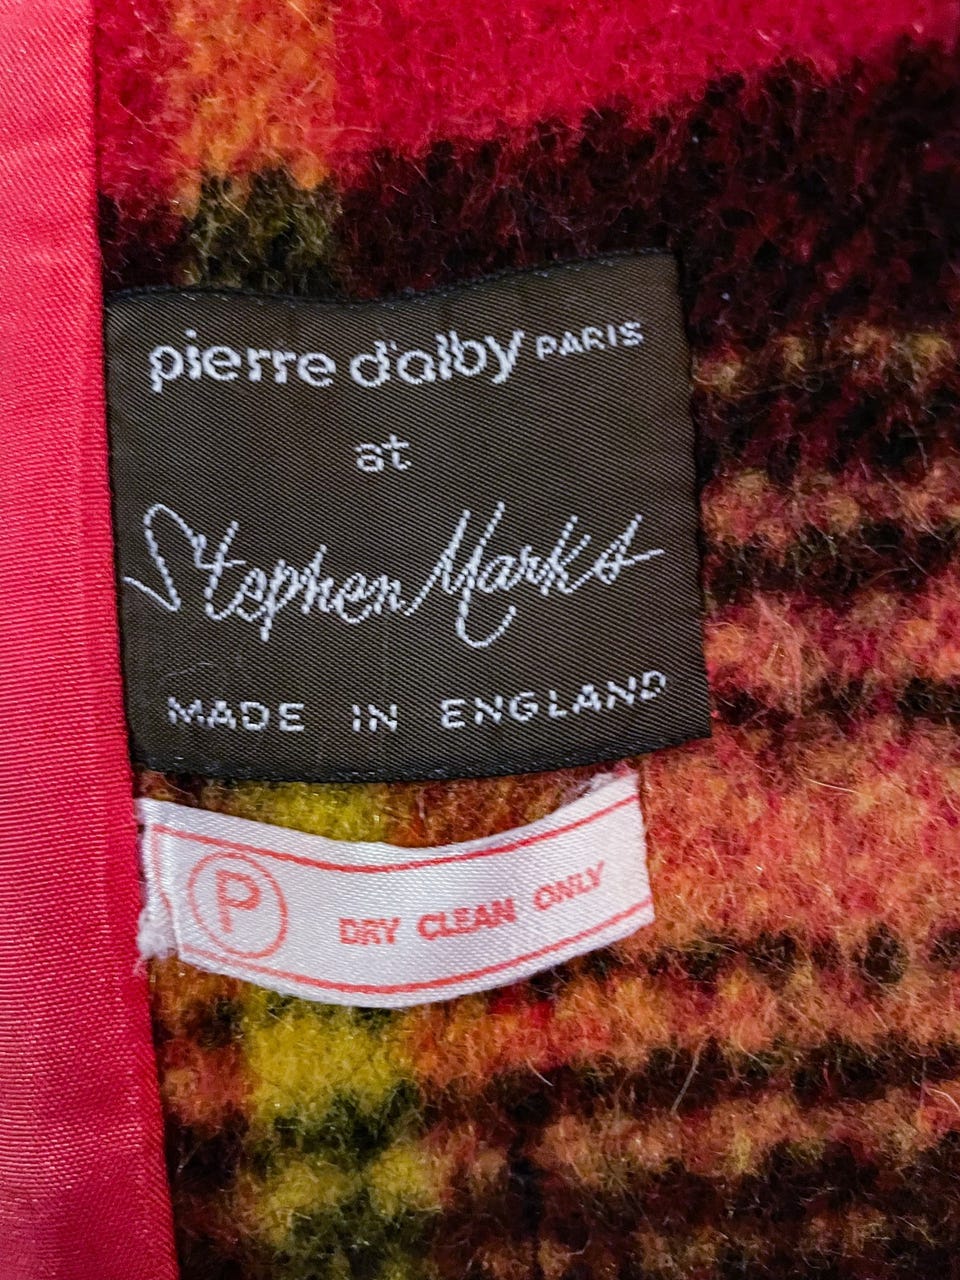 pierre d'alby PARIS
at
Stephen Marks
MADE IN ENGLAND
P DRY CLEAN ONLY